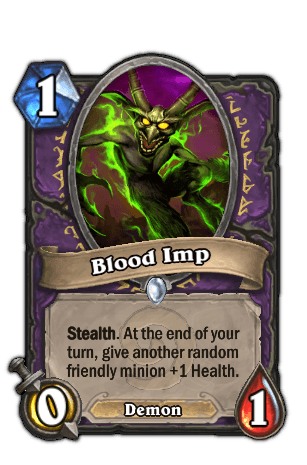 1
Blood Imp
Stealth. At the end of your
turn, give another random
friendly minion +1 Health.
0
Demon
1